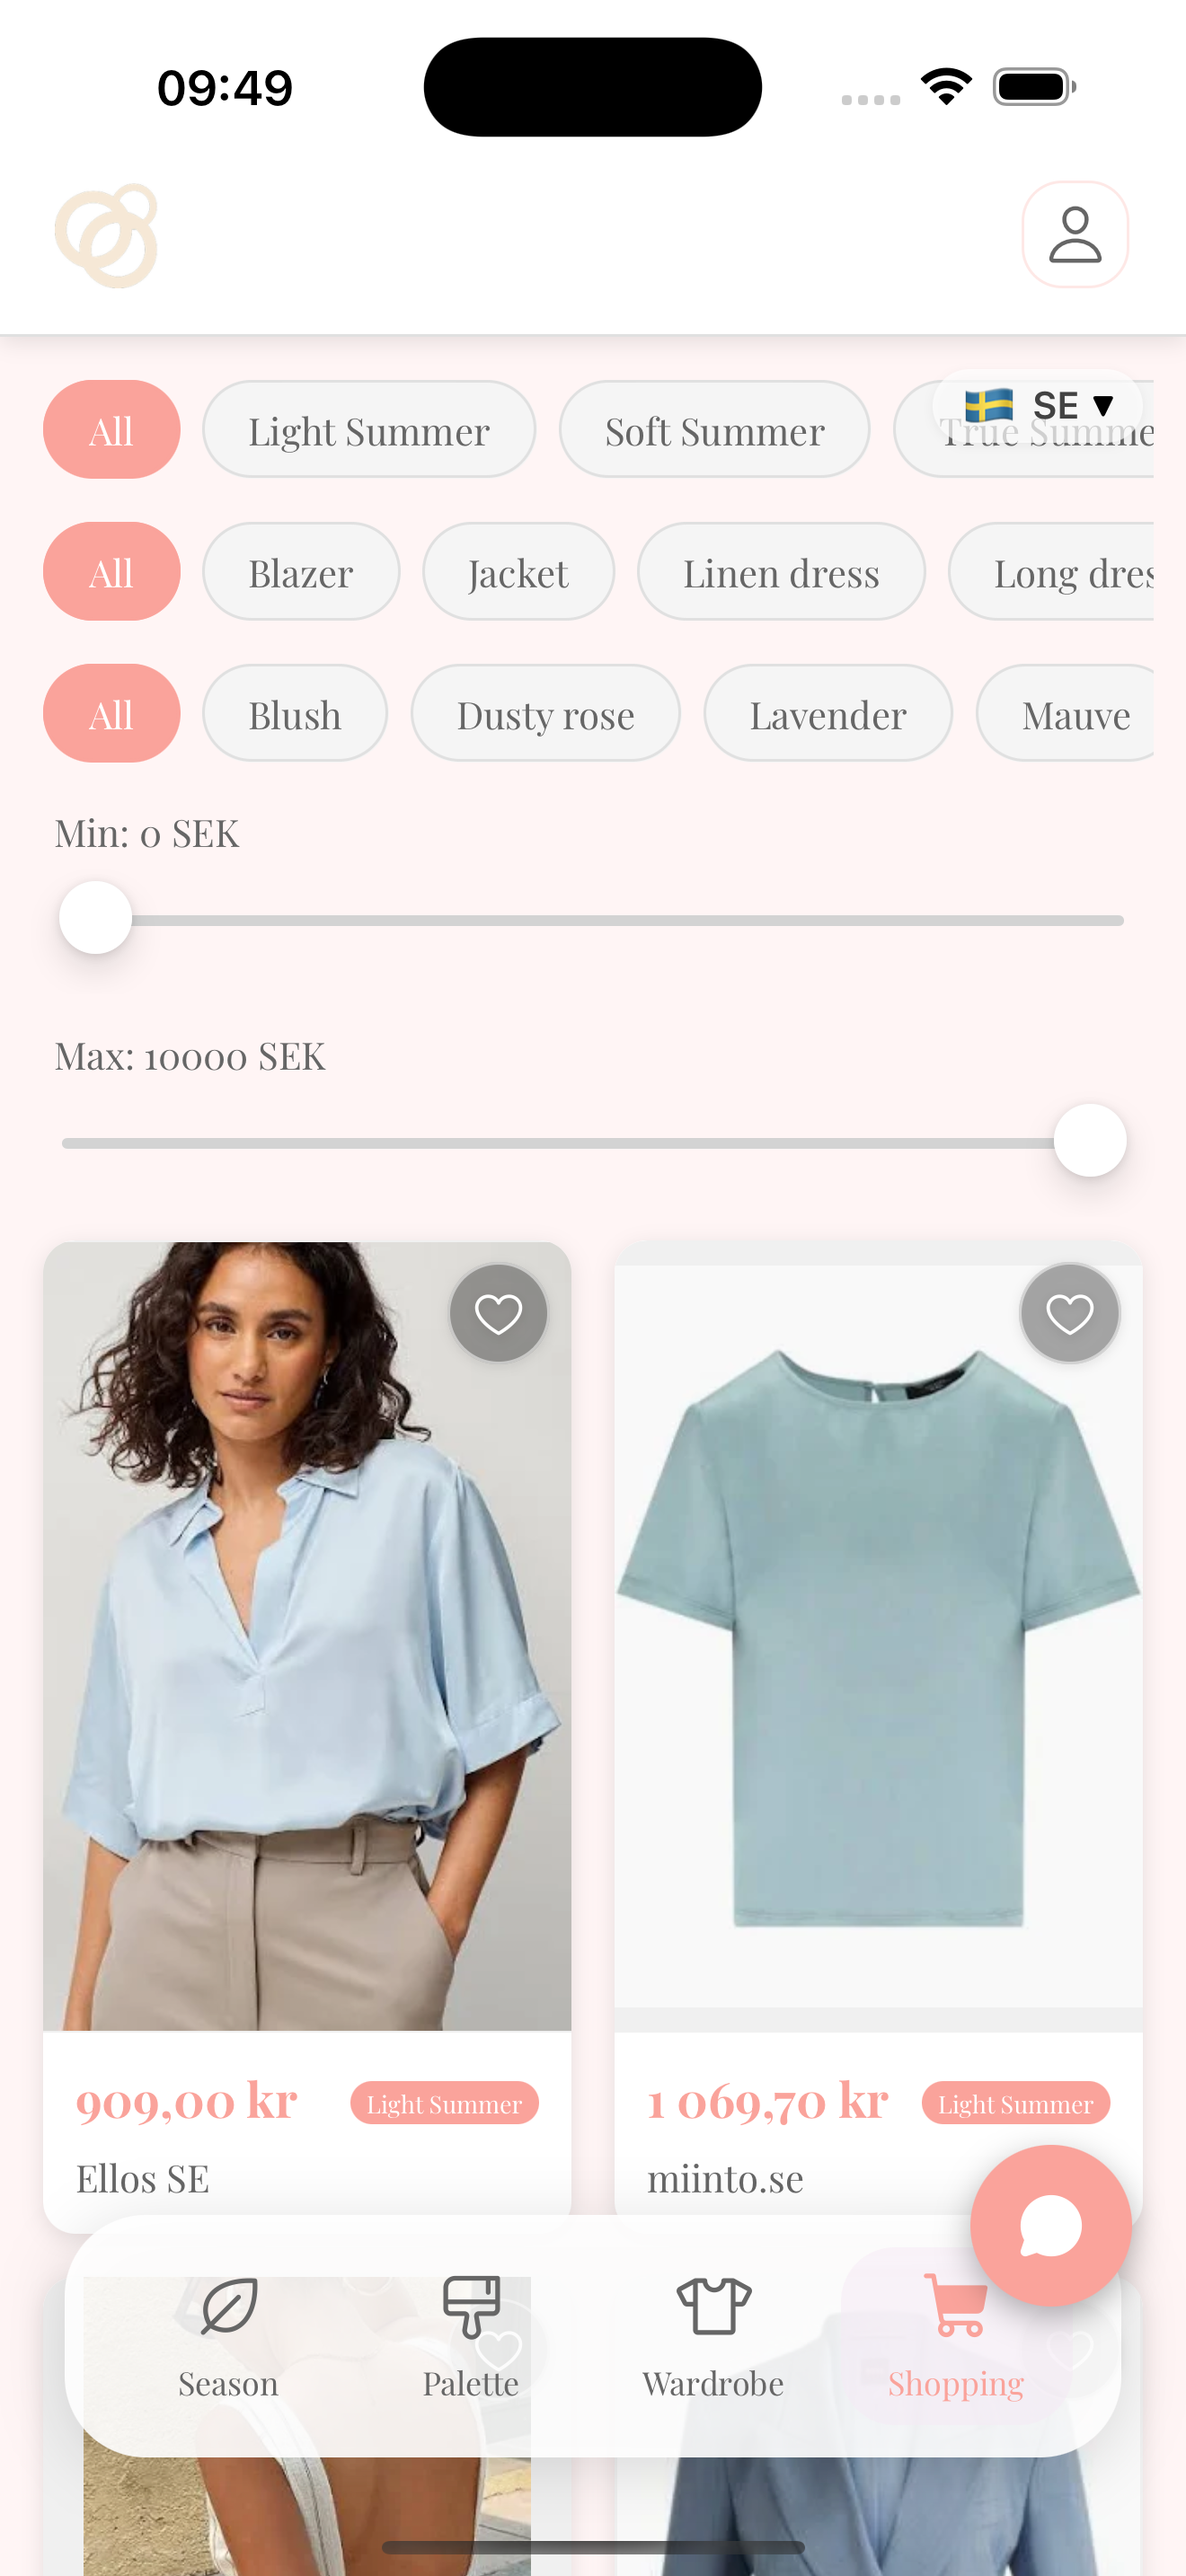 09:49
SE ▼
All Light Summer Soft Summer True Summe
All Blazer Jacket Linen dress Long dres
All Blush Dusty rose Lavender Mauve
Min: 0 SEK
Max: 10000 SEK
909,00 kr Light Summer
Ellos SE
1 069,70 kr Light Summer
miinto.se
Season Palette Wardrobe Shopping